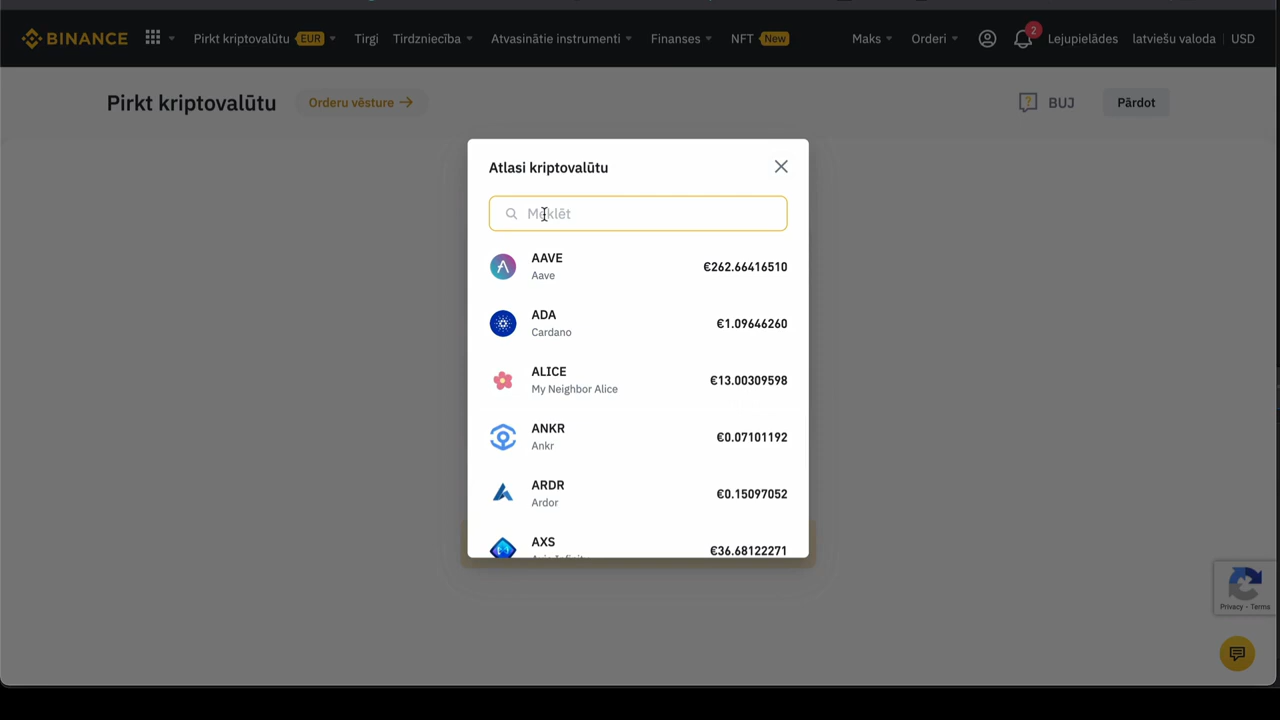 BINANCE Pirkt kriptovalūtu EUR Tirgi Tirdzniecība Atvasinātie instrumenti Finanses NFT New Maks Orderi 2 Lejupielādes latviešu valoda USD
Pirkt kriptovalūtu Orderu vēsture → BUJ Pārdot
Atlasi kriptovalūtu
Meklēt
AAVE
Aave
€262.66416510
ADA
Cardano
€1.09646260
ALICE
My Neighbor Alice
€13.00309598
ANKR
Ankr
€0.07101192
ARDR
Ardor
€0.15097052
AXS
€36.68122271
Privacy - Terms